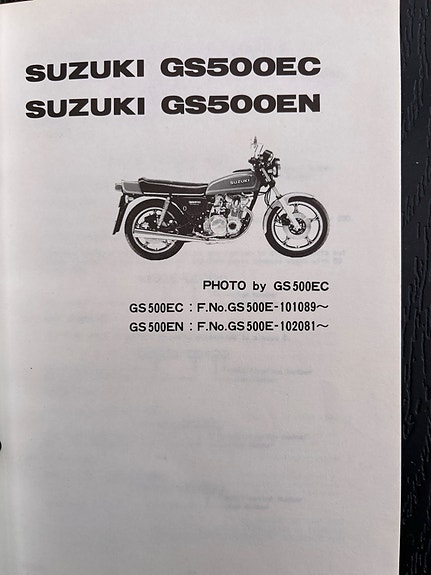 SUZUKI GS500EC
SUZUKI GS500EN
SUZUKI
PHOTO by GS500EC
GS500EC : F.No.GS500E-101089～
GS500EN : F.No.GS500E-102081～